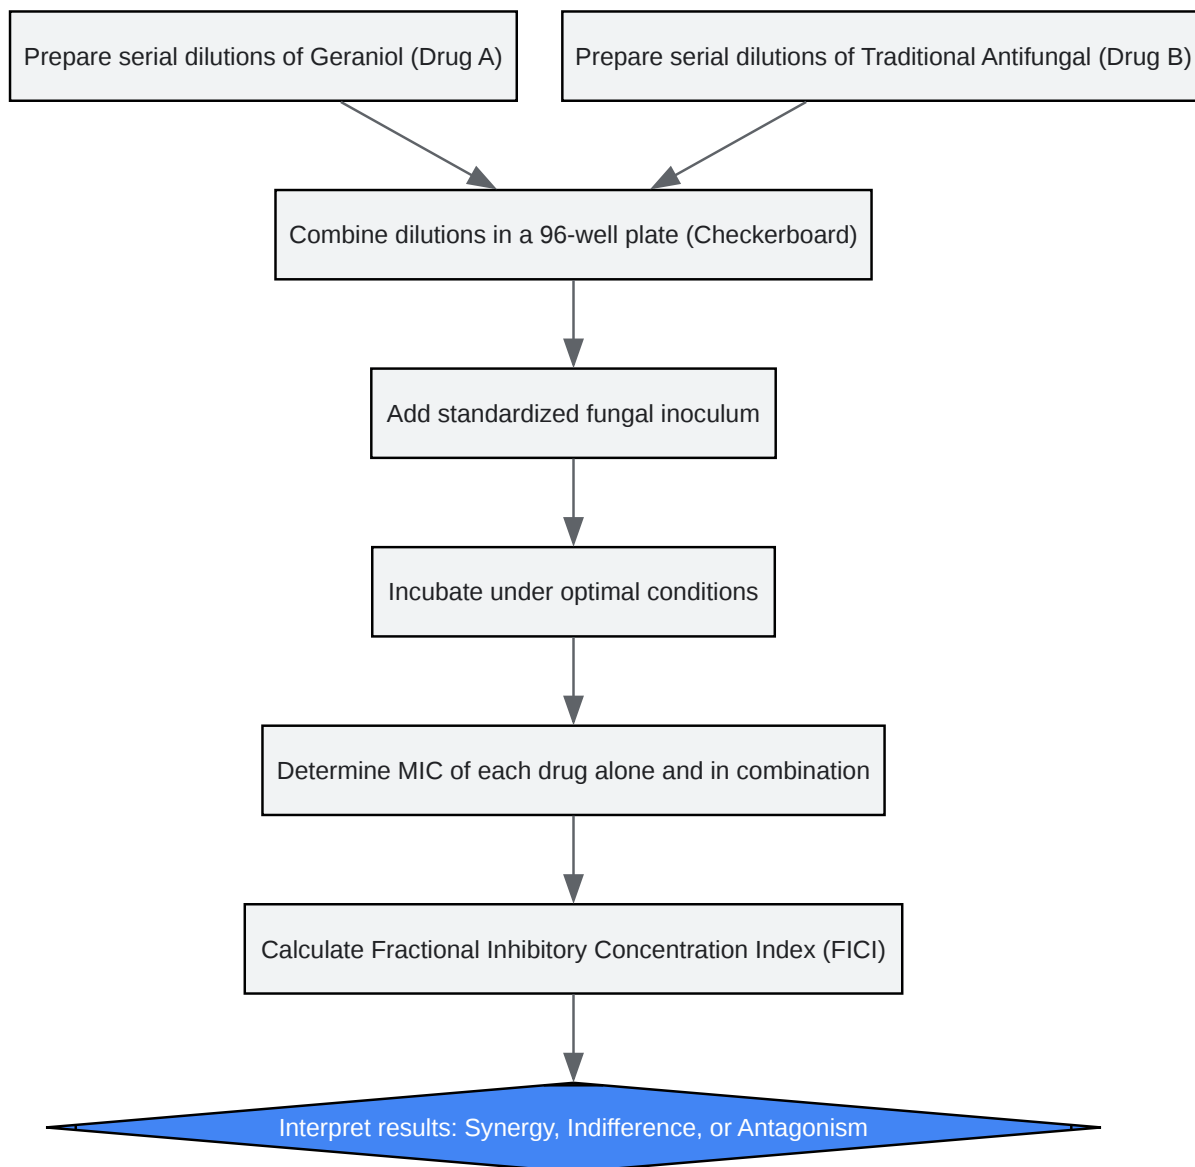 Prepare serial dilutions of Geraniol (Drug A)
Prepare serial dilutions of Traditional Antifungal (Drug B)
Combine dilutions in a 96-well plate (Checkerboard)
Add standardized fungal inoculum
Incubate under optimal conditions
Determine MIC of each drug alone and in combination
Calculate Fractional Inhibitory Concentration Index (FICI)
Interpret results: Synergy, Indifference, or Antagonism